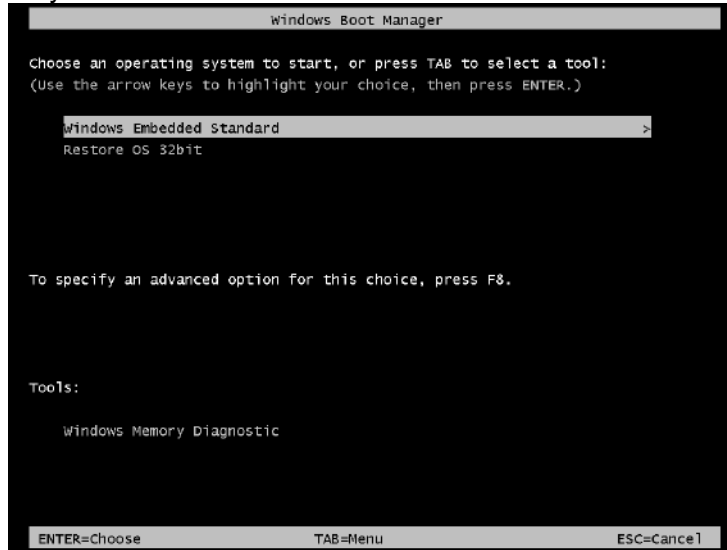 Windows Boot Manager
Choose an operating system to start, or press TAB to select a tool:
(Use the arrow keys to highlight your choice, then press ENTER.)
Windows Embedded Standard >
Restore OS 32bit
To specify an advanced option for this choice, press F8.
Tools:
Windows Memory Diagnostic
ENTER=Choose TAB=Menu ESC=Cancel